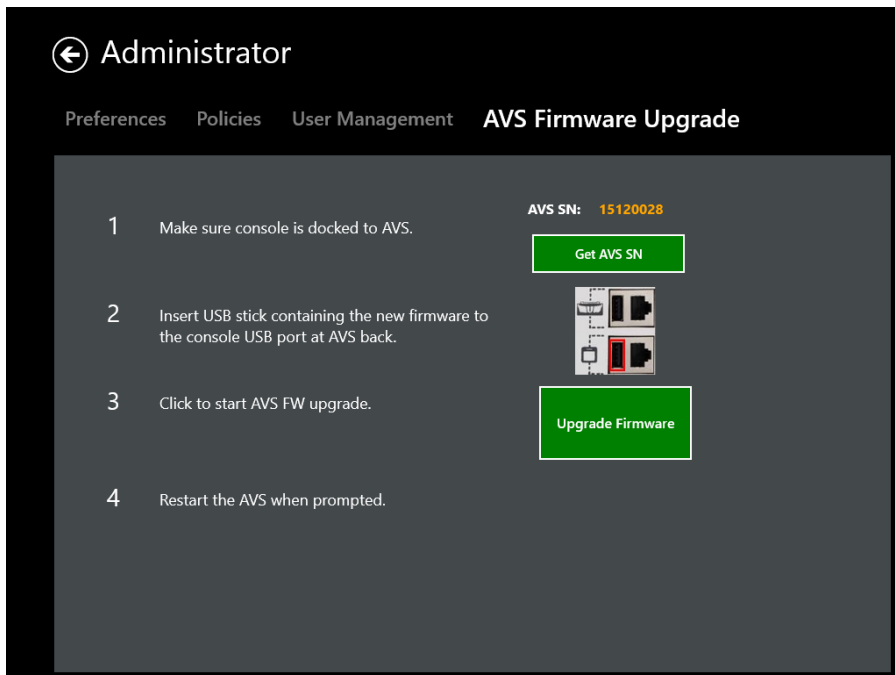 Administrator
Preferences Policies User Management AVS Firmware Upgrade
AVS SN: 15120028
1 Make sure console is docked to AVS.
Get AVS SN
2 Insert USB stick containing the new firmware to
the console USB port at AVS back.
3 Click to start AVS FW upgrade.
Upgrade Firmware
4 Restart the AVS when prompted.